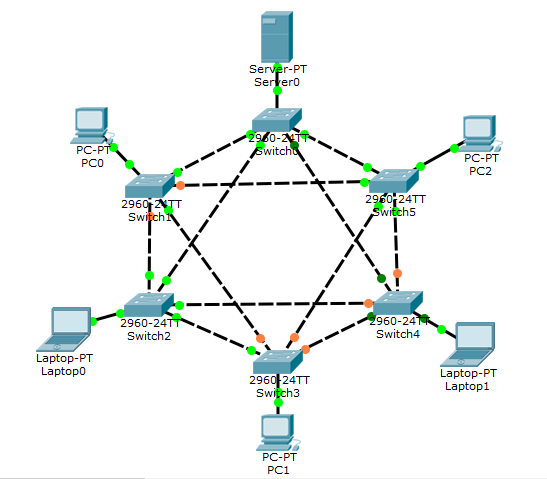 Server-PT
Server0
2960-24TT
Switch0
PC-PT
PC0
PC-PT
PC2
2960-24TT
Switch1
2960-24TT
Switch5
2960-24TT
Switch2
2960-24TT
Switch4
Laptop-PT
Laptop0
Laptop-PT
Laptop1
2960-24TT
Switch3
PC-PT
PC1